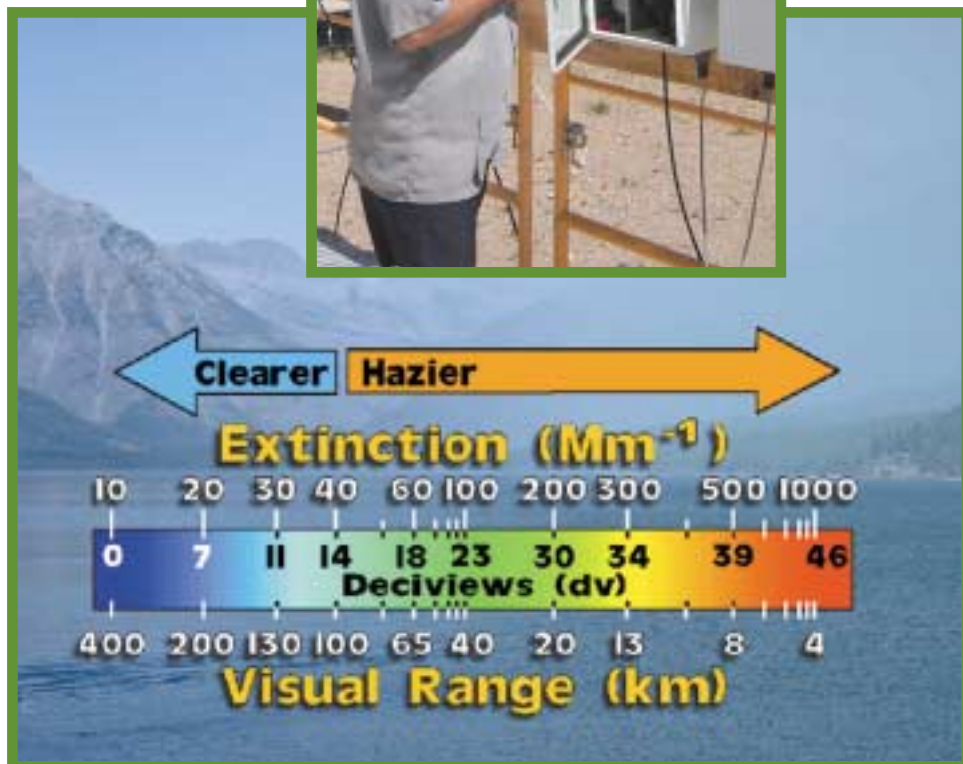 Clearer Hazier
Extinction (Mm⁻¹)
10 20 30 40 60 100 200 300 500 1000
0 7 11 14 18 23 30 34 39 46
Deciviews (dv)
400 200 130 100 65 40 20 13 8 4
Visual Range (km)